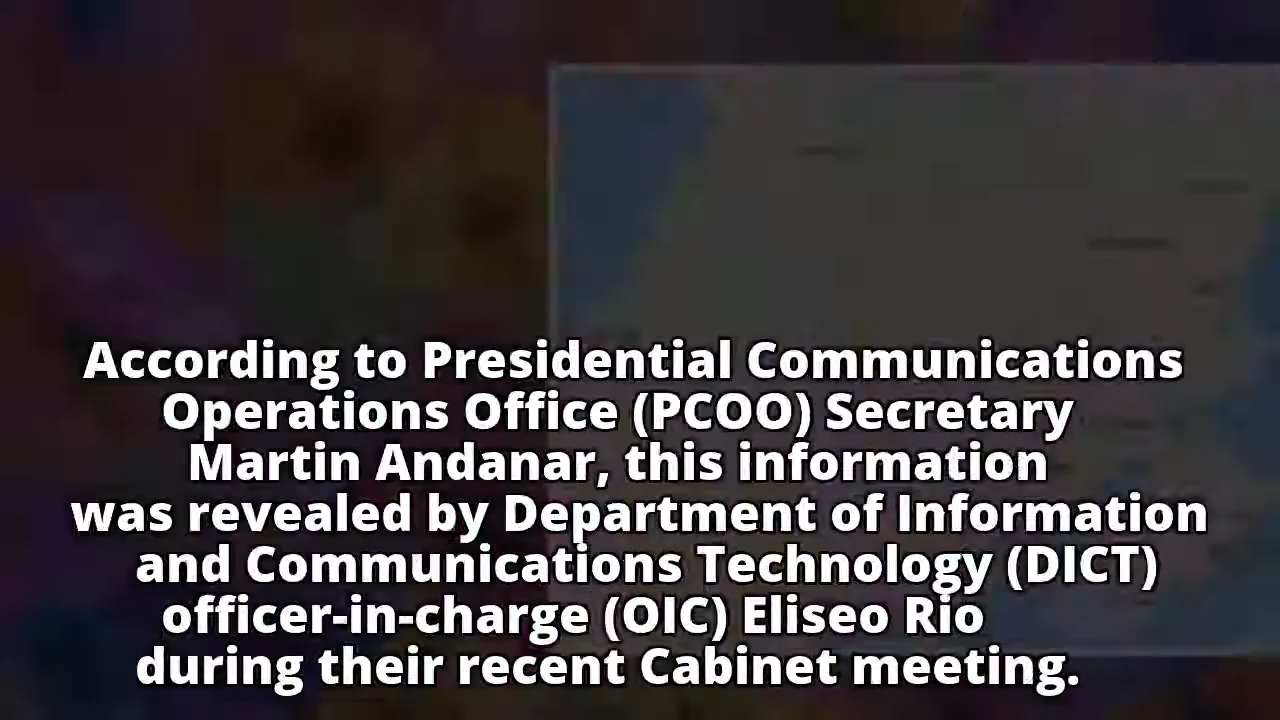 According to Presidential Communications
Operations Office (PCOO) Secretary
Martin Andanar, this information
was revealed by Department of Information
and Communications Technology (DICT)
officer-in-charge (OIC) Eliseo Rio
during their recent Cabinet meeting.